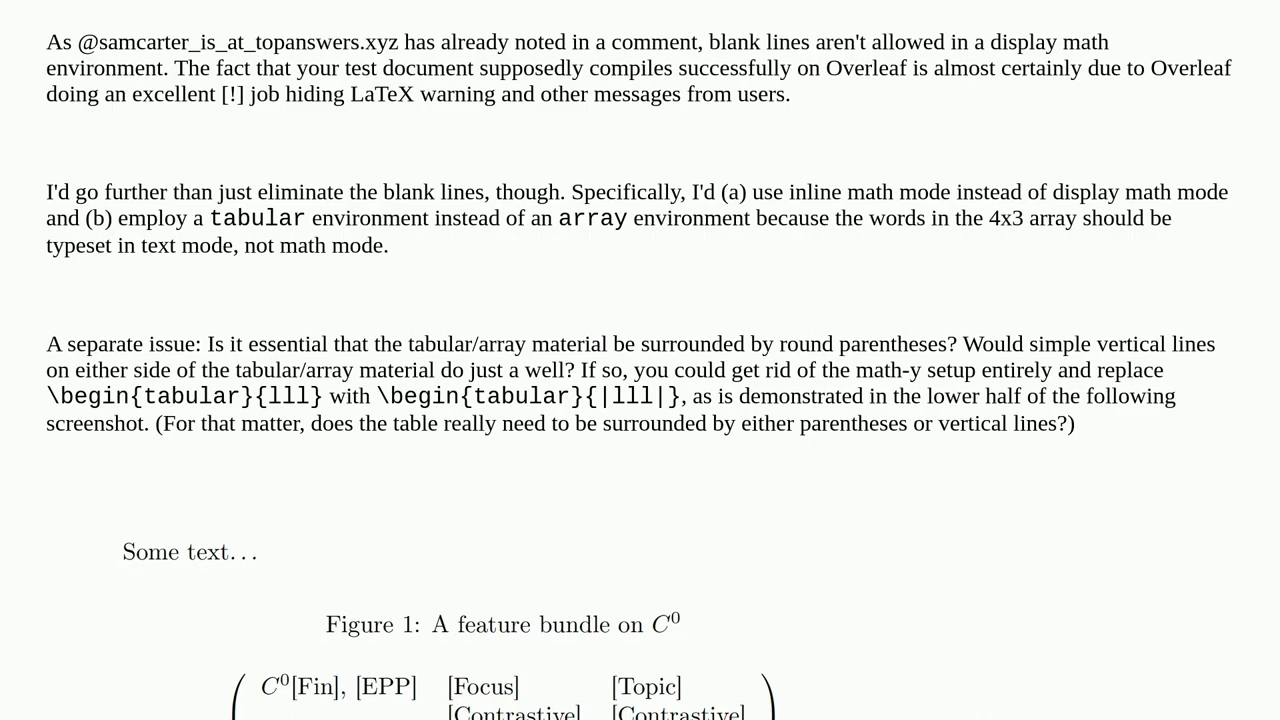 As @samcarter_is_at_topanswers.xyz has already noted in a comment, blank lines aren't allowed in a display math
environment. The fact that your test document supposedly compiles successfully on Overleaf is almost certainly due to Overleaf
doing an excellent [!] job hiding LaTeX warning and other messages from users.
I'd go further than just eliminate the blank lines, though. Specifically, I'd (a) use inline math mode instead of display math mode
and (b) employ a tabular environment instead of an array environment because the words in the 4x3 array should be
typeset in text mode, not math mode.
A separate issue: Is it essential that the tabular/array material be surrounded by round parentheses? Would simple vertical lines
on either side of the tabular/array material do just a well? If so, you could get rid of the math-y setup entirely and replace
\begin{tabular}{lll} with \begin{tabular}{|lll|}, as is demonstrated in the lower half of the following
screenshot. (For that matter, does the table really need to be surrounded by either parentheses or vertical lines?)
Some text...
Figure 1: A feature bundle on C⁰
C⁰[Fin], [EPP] [Focus] [Topic]
[Contrastive] [Contrastive]